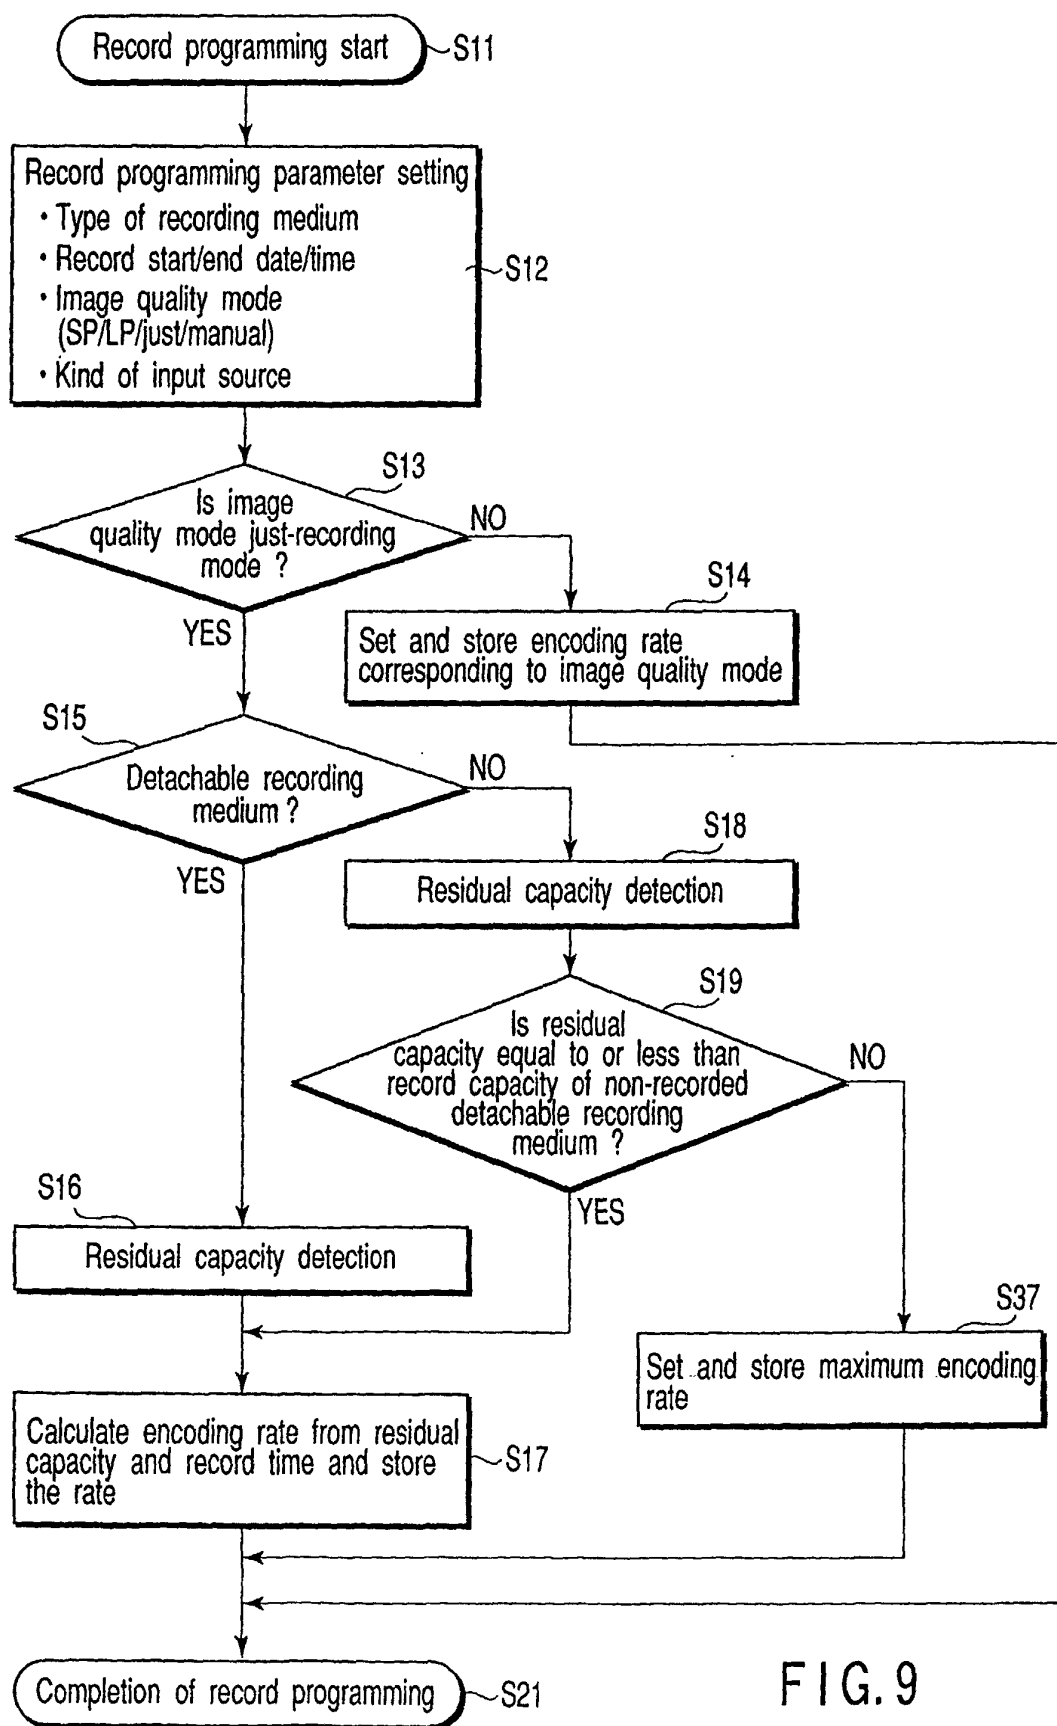 Record programming start
S11
Record programming parameter setting
・Type of recording medium
・Record start/end date/time
・Image quality mode
(SP/LP/just/manual)
・Kind of input source
S12
S13
Is image
quality mode just-recording
mode ?
NO
YES
S14
Set and store encoding rate
corresponding to image quality mode
S15
Detachable recording
medium ?
NO
YES
S18
Residual capacity detection
S19
Is residual
capacity equal to or less than
record capacity of non-recorded
detachable recording
medium ?
NO
YES
S16
Residual capacity detection
S37
Set and store maximum encoding
rate
Calculate encoding rate from residual
capacity and record time and store
the rate
S17
Completion of record programming
S21
FIG. 9